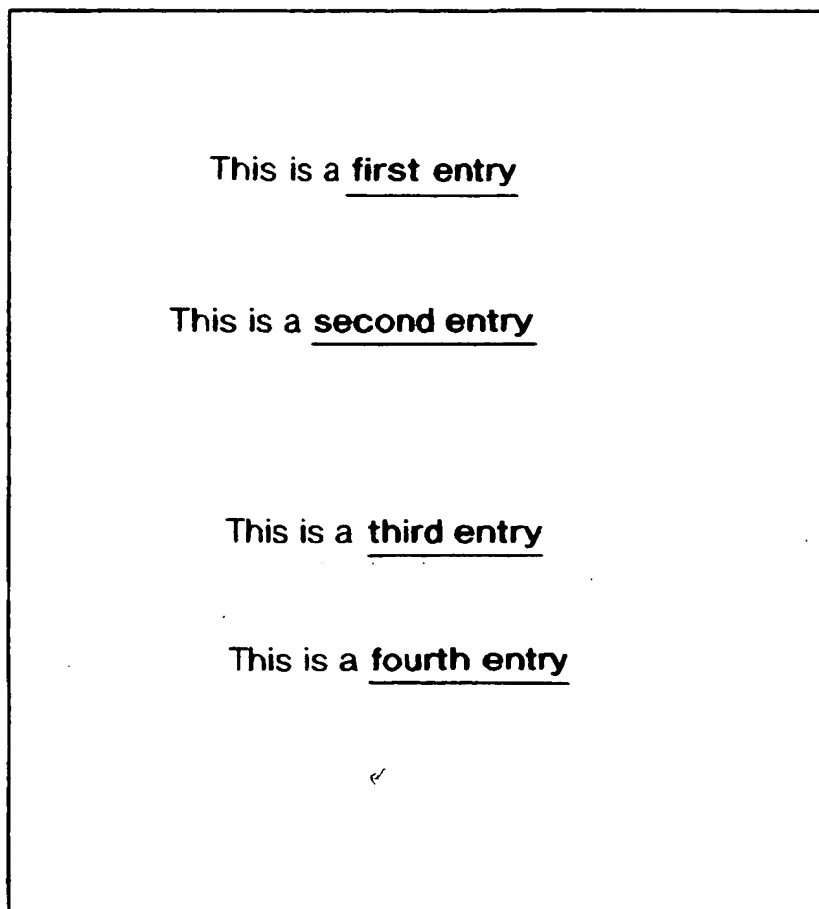 This is a first entry
This is a second entry
This is a third entry
This is a fourth entry